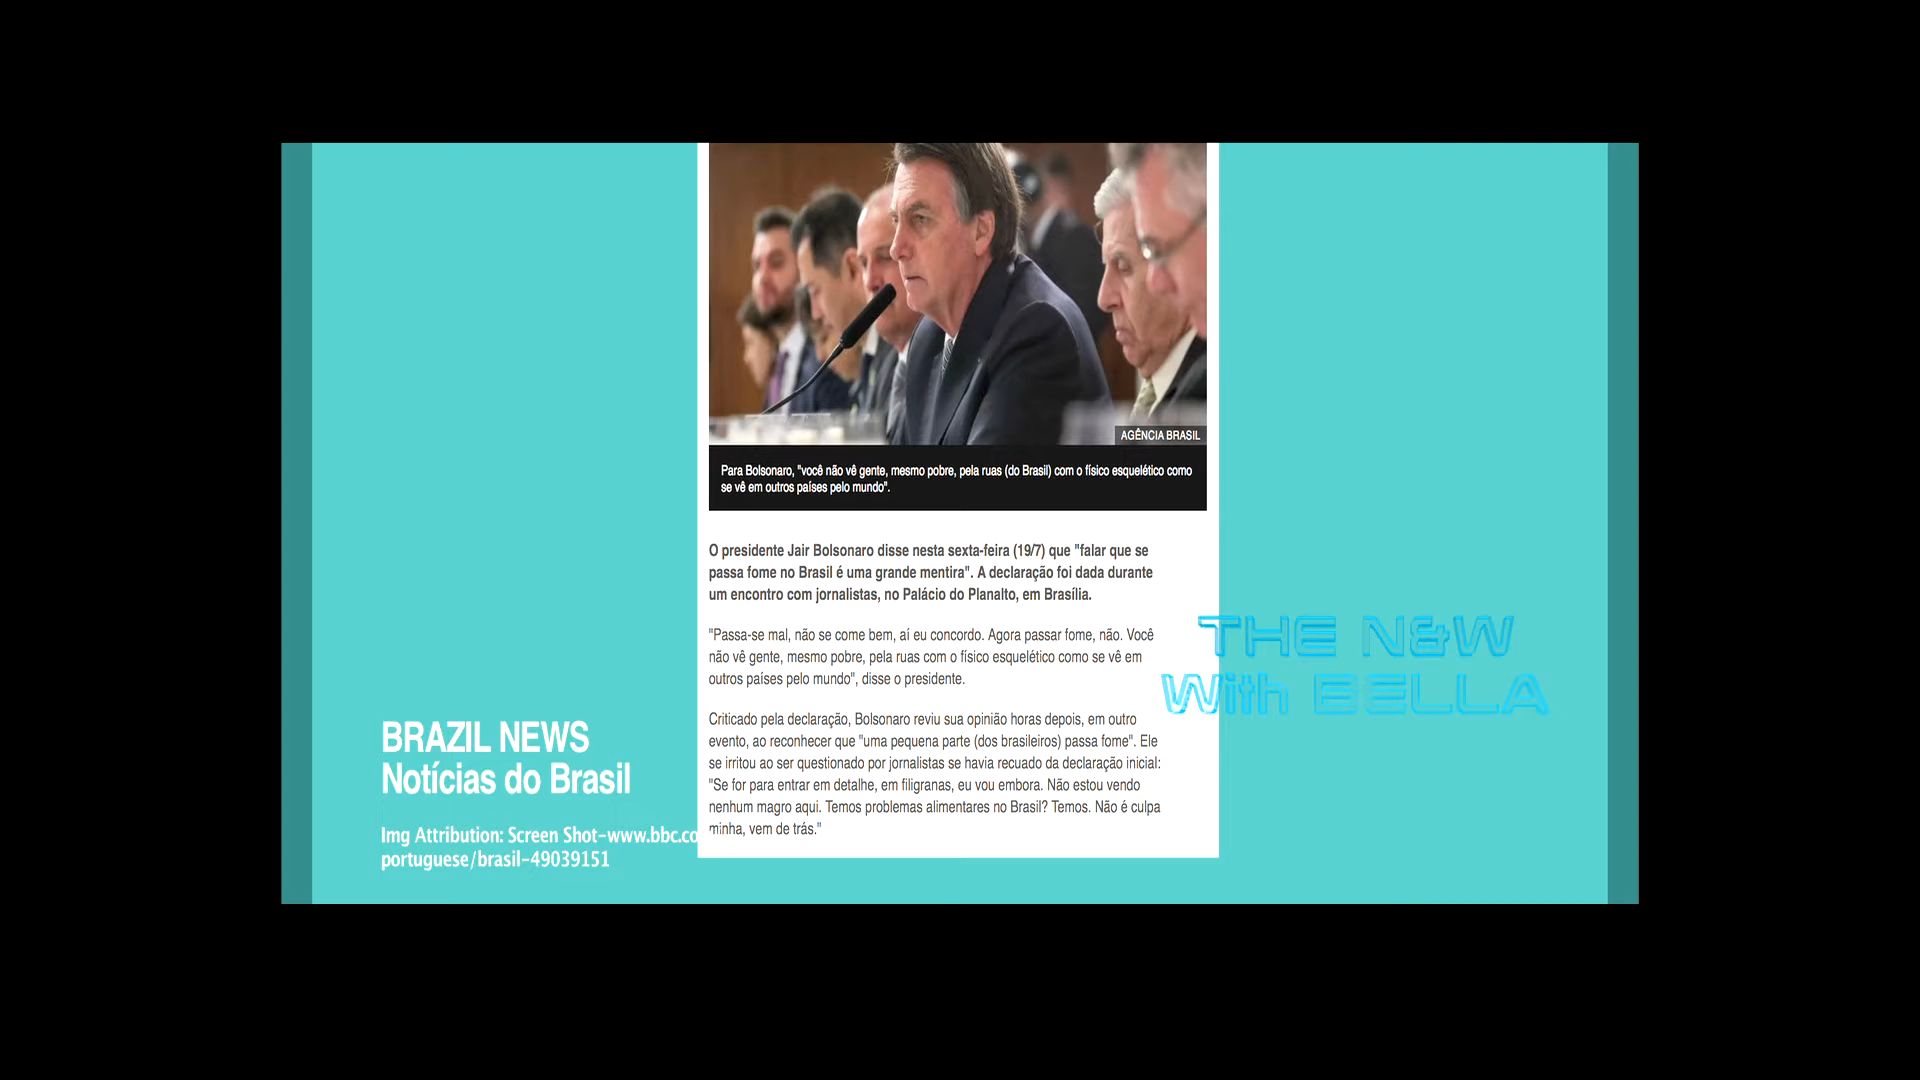 AGÊNCIA BRASIL
Para Bolsonaro, "você não vê gente, mesmo pobre, pela ruas (do Brasil) com o físico esquelético como
se vê em outros países pelo mundo".
O presidente Jair Bolsonaro disse nesta sexta-feira (19/7) que "falar que se
passa fome no Brasil é uma grande mentira". A declaração foi dada durante
um encontro com jornalistas, no Palácio do Planalto, em Brasília.
"Passa-se mal, não se come bem, aí eu concordo. Agora passar fome, não. Você
não vê gente, mesmo pobre, pela ruas com o físico esquelético como se vê em
outros países pelo mundo", disse o presidente.
Criticado pela declaração, Bolsonaro reviu sua opinião horas depois, em outro
evento, ao reconhecer que "uma pequena parte (dos brasileiros) passa fome". Ele
se irritou ao ser questionado por jornalistas se havia recuado da declaração inicial:
"Se for para entrar em detalhe, em filigranas, eu vou embora. Não estou vendo
nenhum magro aqui. Temos problemas alimentares no Brasil? Temos. Não é culpa
minha, vem de trás."
THE N&W
With BELLA
BRAZIL NEWS
Notícias do Brasil
Img Attribution: Screen Shot-www.bbc.co
portuguese/brasil-49039151